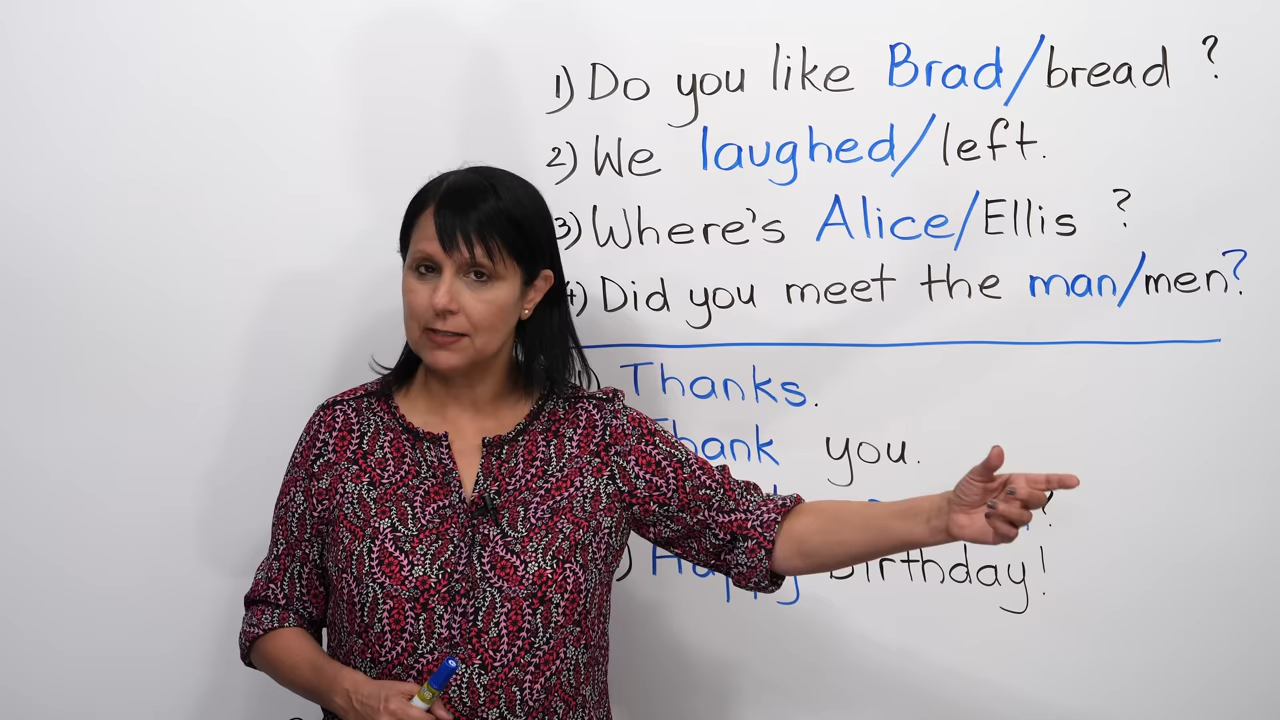 1) Do you like Brad/bread ?
2) We laughed/left.
3) Where's Alice/Ellis ?
4) Did you meet the man/men?
Thanks.
Thank you.
?
Happy birthday!